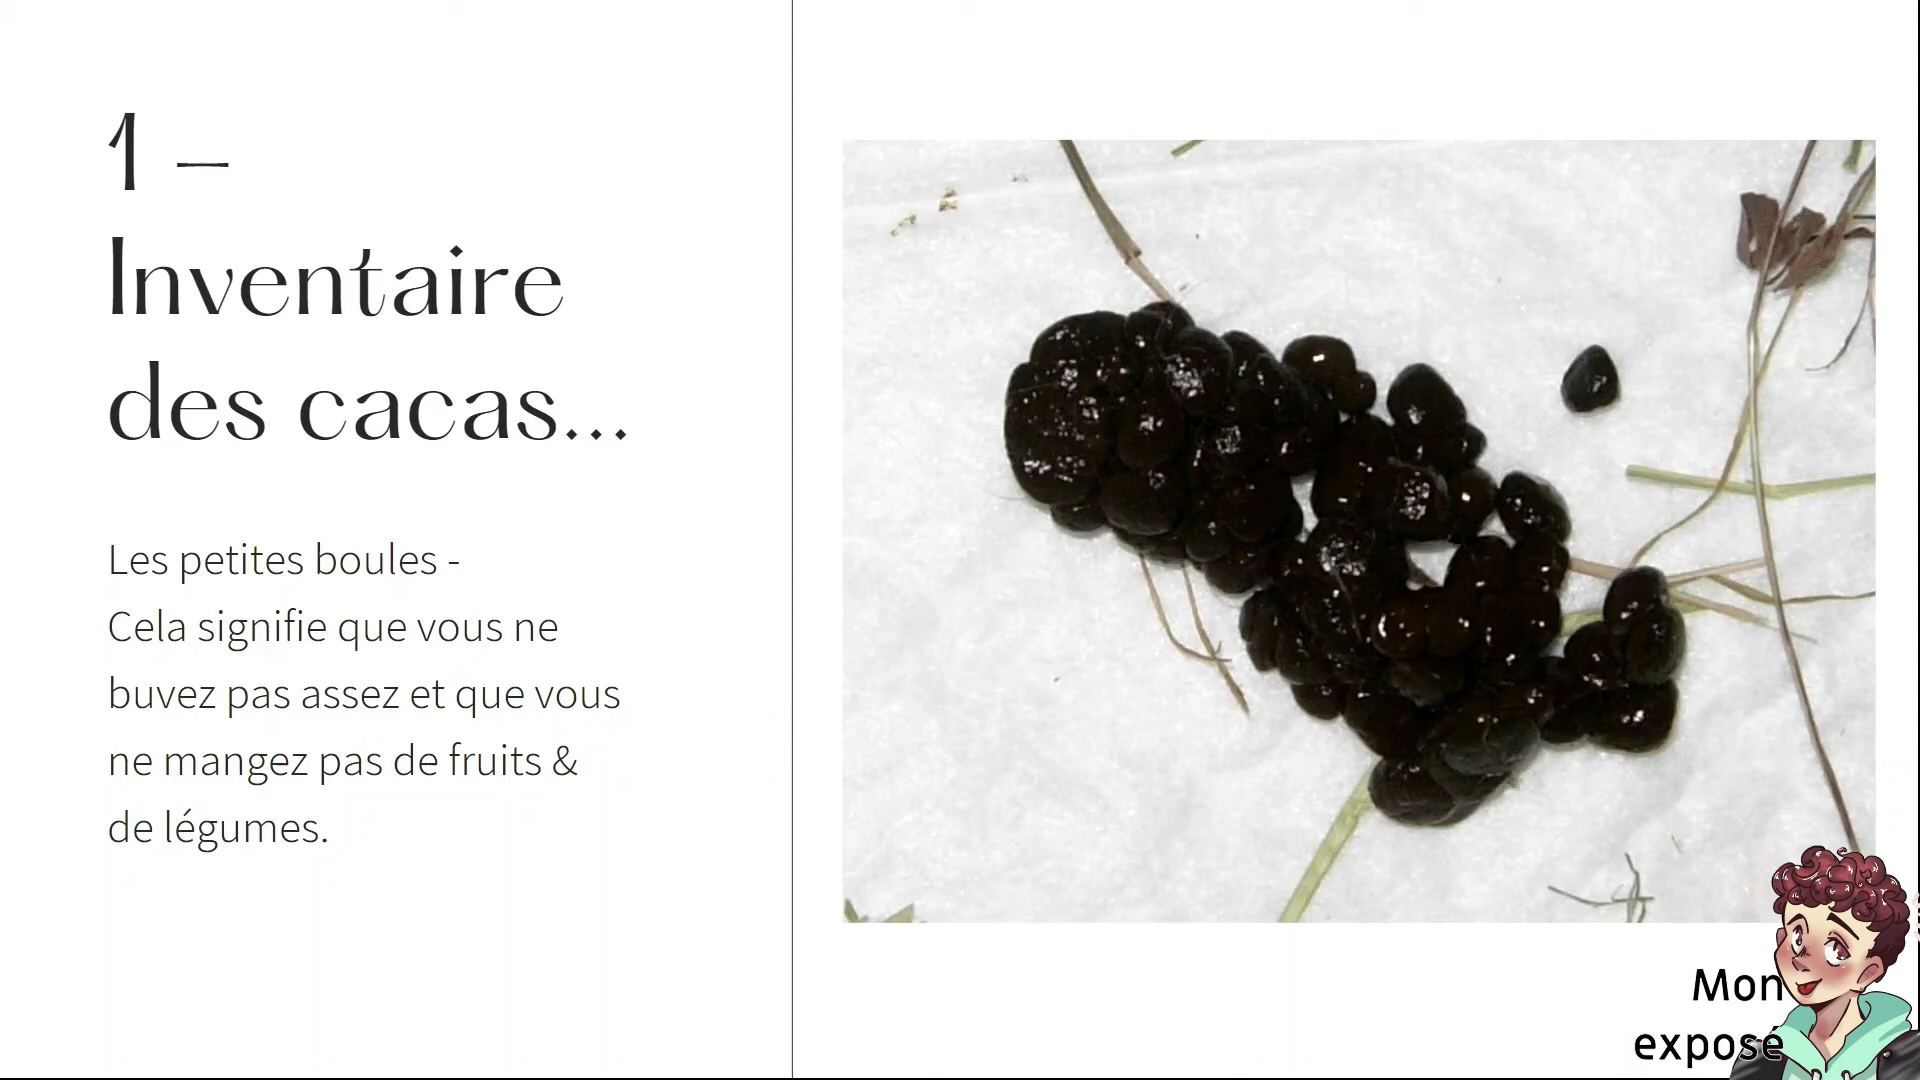 1 –
Inventaire
des cacas...
Les petites boules -
Cela signifie que vous ne
buvez pas assez et que vous
ne mangez pas de fruits &
de légumes.
Mon
exposé